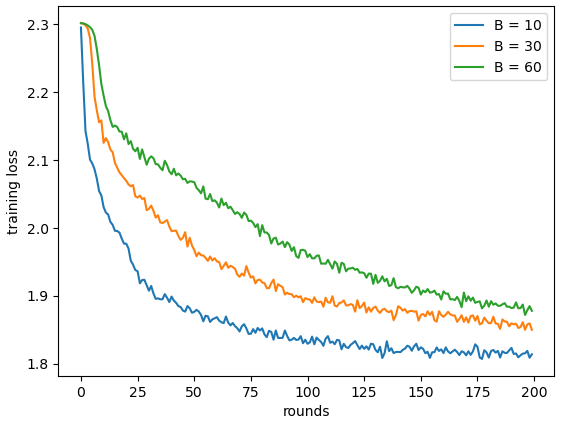 B = 10
B = 30
B = 60
2.3
2.2
2.1
2.0
1.9
1.8
training loss
0 25 50 75 100 125 150 175 200
rounds